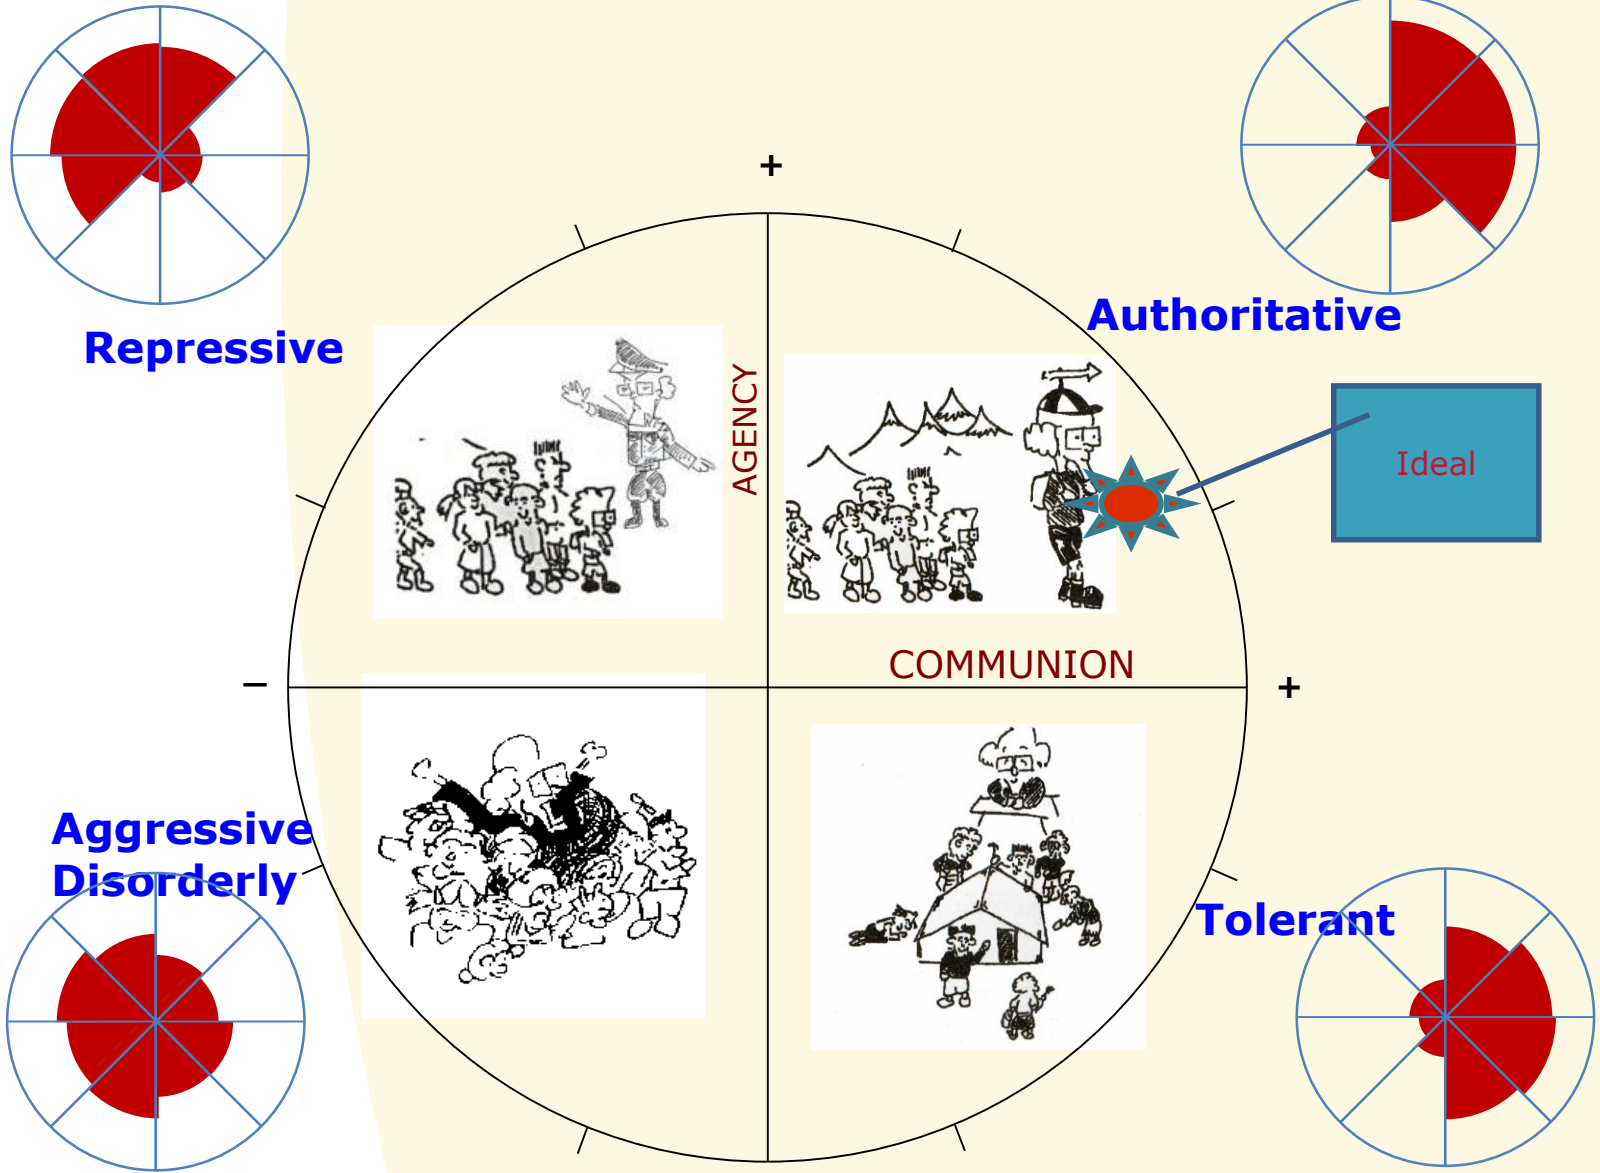 +
Authoritative
Repressive
AGENCY
Ideal
COMMUNION
–
+
Aggressive
Disorderly
Tolerant